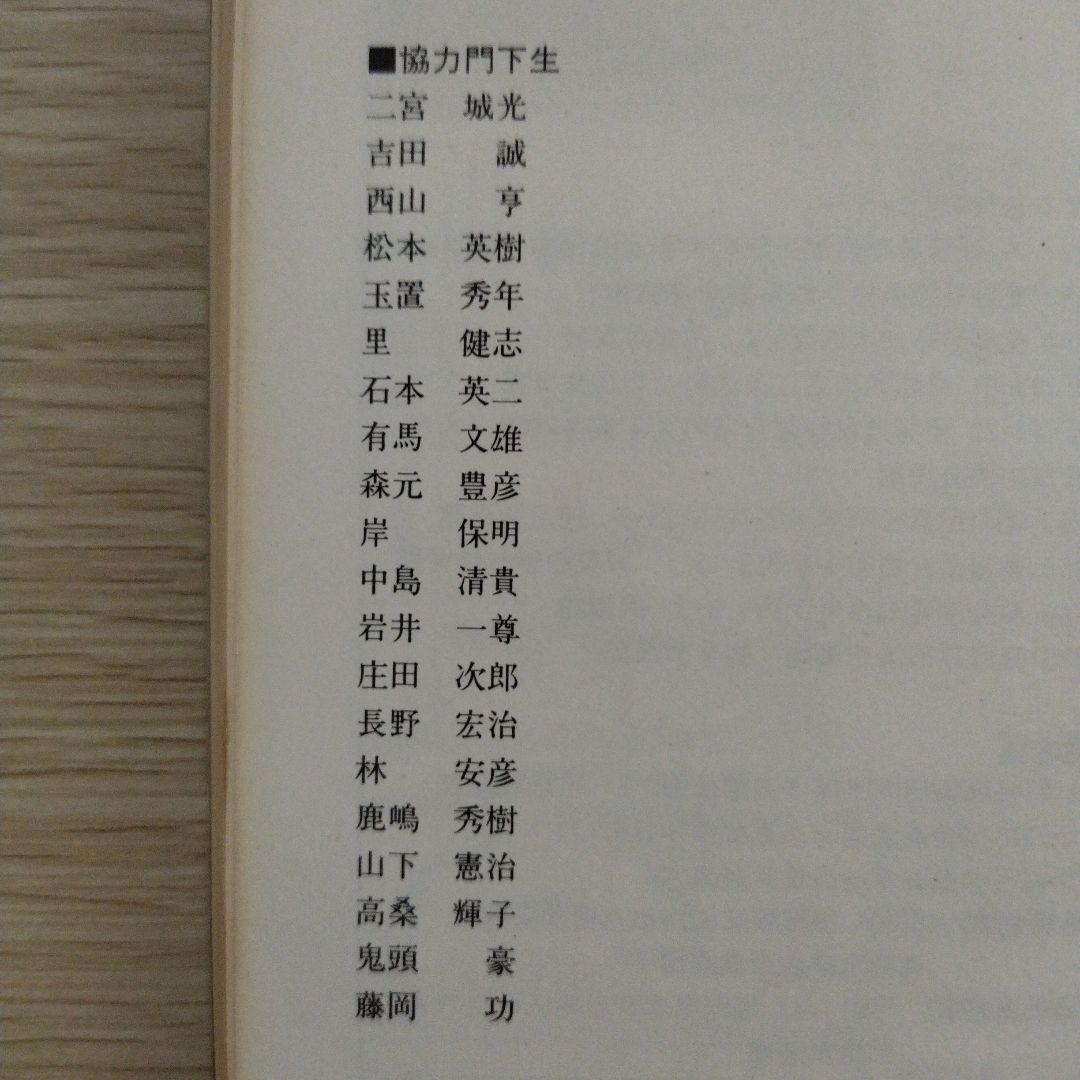 ■協力門下生
二宮 城光
吉田 誠
西山 亨
松本 英樹
玉置 秀年
里 健志
石本 英二
有馬 文雄
森元 豊彦
岸 保明
中島 清貴
岩井 一尊
庄田 次郎
長野 宏治
林 安彦
鹿嶋 秀樹
山下 憲治
高桑 輝子
鬼頭 豪
藤岡 功